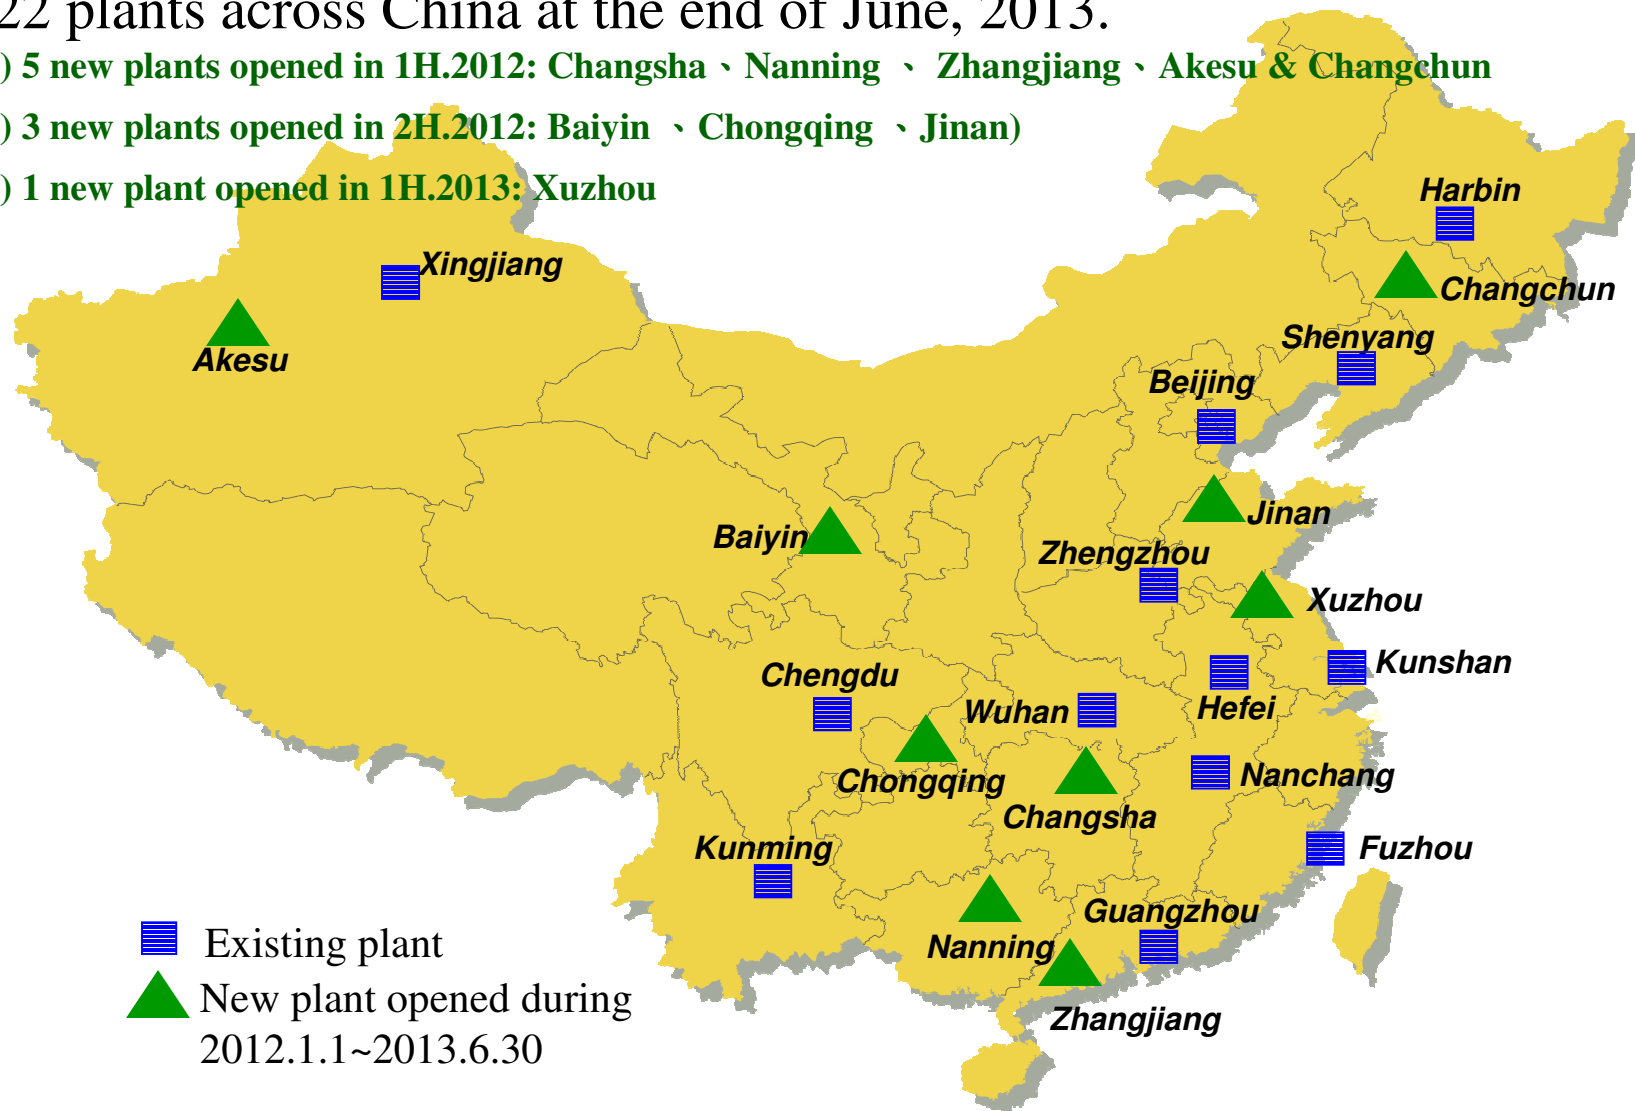 22 plants across China at the end of June, 2013.
) 5 new plants opened in 1H.2012: Changsha、Nanning 、 Zhangjiang、Akesu & Changchun
) 3 new plants opened in 2H.2012: Baiyin 、Chongqing 、Jinan)
) 1 new plant opened in 1H.2013: Xuzhou
Harbin
Xingjiang
Changchun
Shenyang
Akesu
Beijing
Jinan
Baiyin
Zhengzhou
Xuzhou
Kunshan
Chengdu
Hefei
Wuhan
Nanchang
Chongqing
Changsha
Kunming
Fuzhou
Guangzhou
Nanning
Zhangjiang
Existing plant
New plant opened during
2012.1.1~2013.6.30